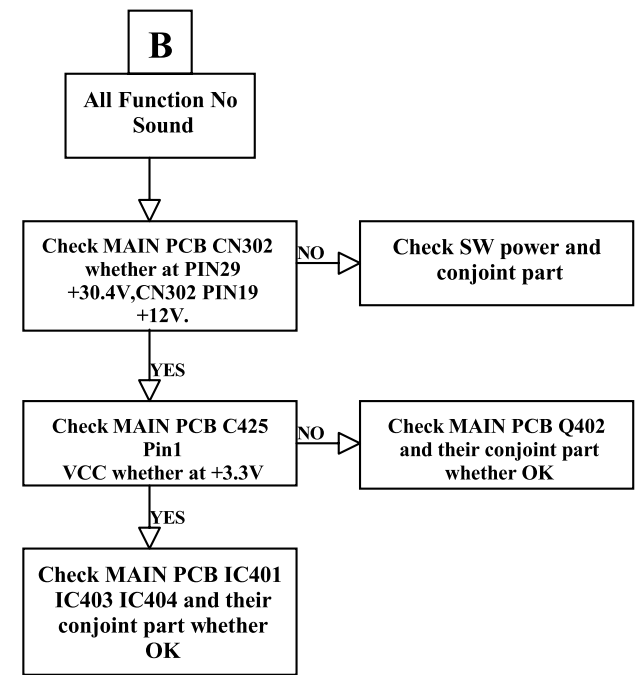 B
All Function No
Sound
Check MAIN PCB CN302
whether at PIN29
+30.4V,CN302 PIN19
+12V.
NO
Check SW power and
conjoint part
YES
Check MAIN PCB C425
Pin1
VCC whether at +3.3V
NO
Check MAIN PCB Q402
and their conjoint part
whether OK
YES
Check MAIN PCB IC401
IC403 IC404 and their
conjoint part whether
OK